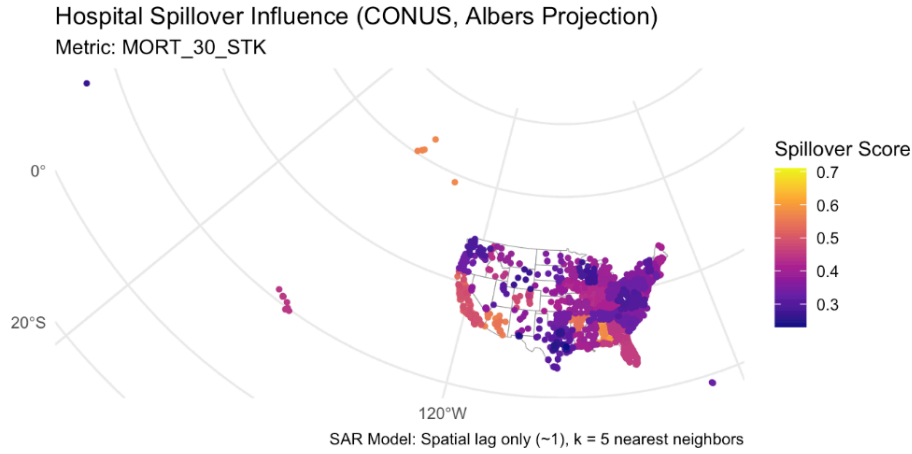 Hospital Spillover Influence (CONUS, Albers Projection)
Metric: MORT_30_STK
Spillover Score
0.7
0.6
0.5
0.4
0.3
0°
20°S
120°W
SAR Model: Spatial lag only (~1), k = 5 nearest neighbors